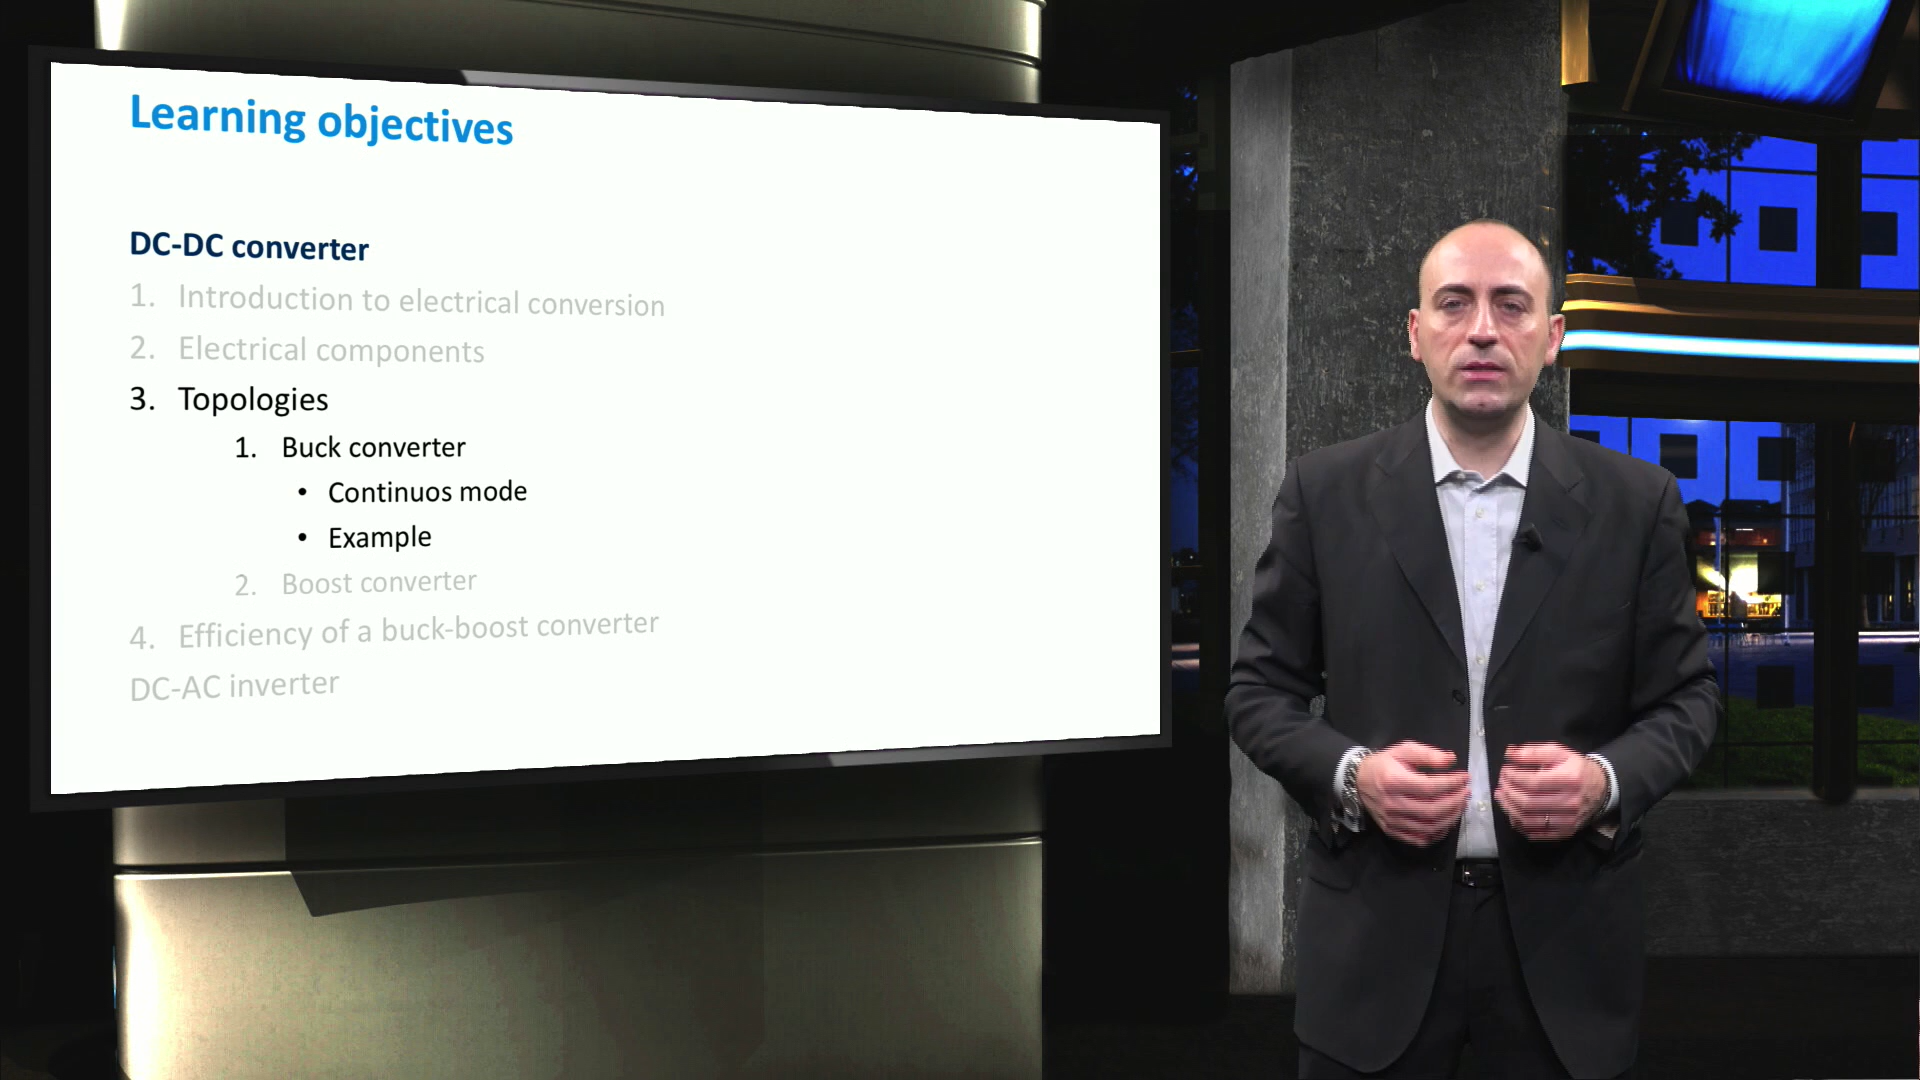 Learning objectives
DC-DC converter
1. Introduction to electrical conversion
2. Electrical components
3. Topologies
1. Buck converter
• Continuos mode
• Example
2. Boost converter
4. Efficiency of a buck-boost converter
DC-AC inverter